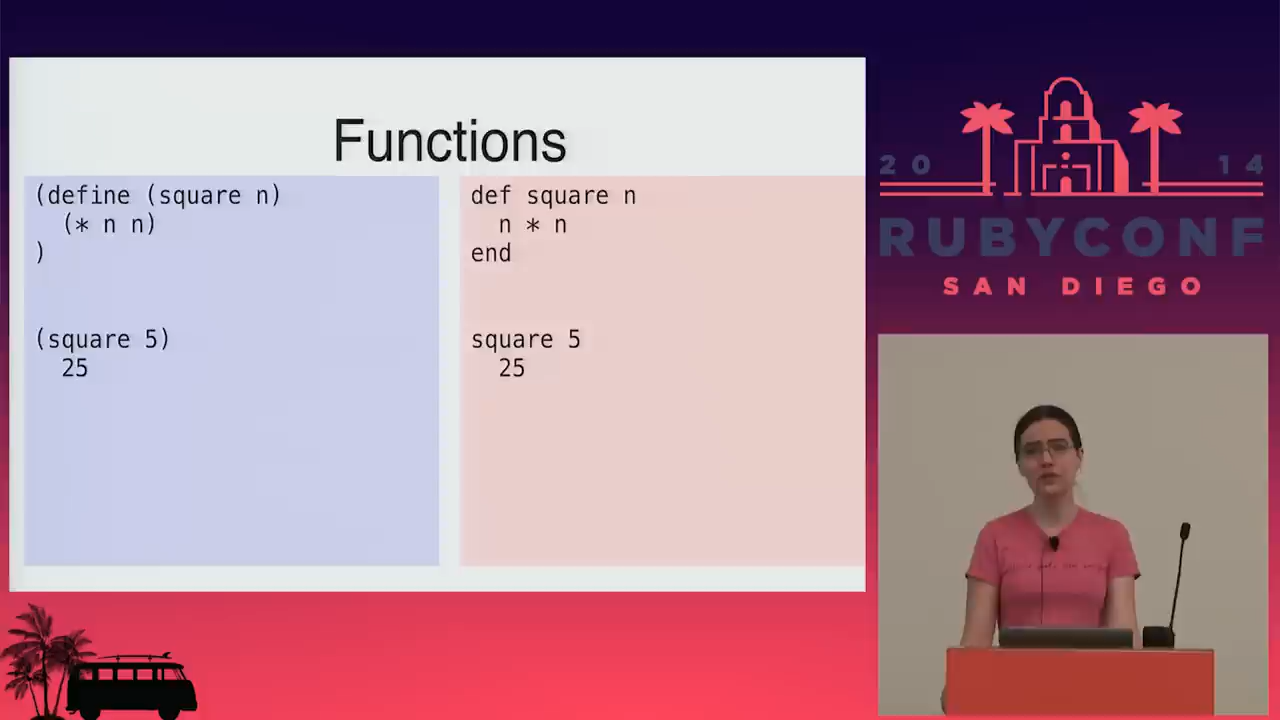 Functions
(define (square n)
(* n n)
)
(square 5)
25
def square n
n * n
end
square 5
25
20 14
RUBYCONF
SAN DIEGO